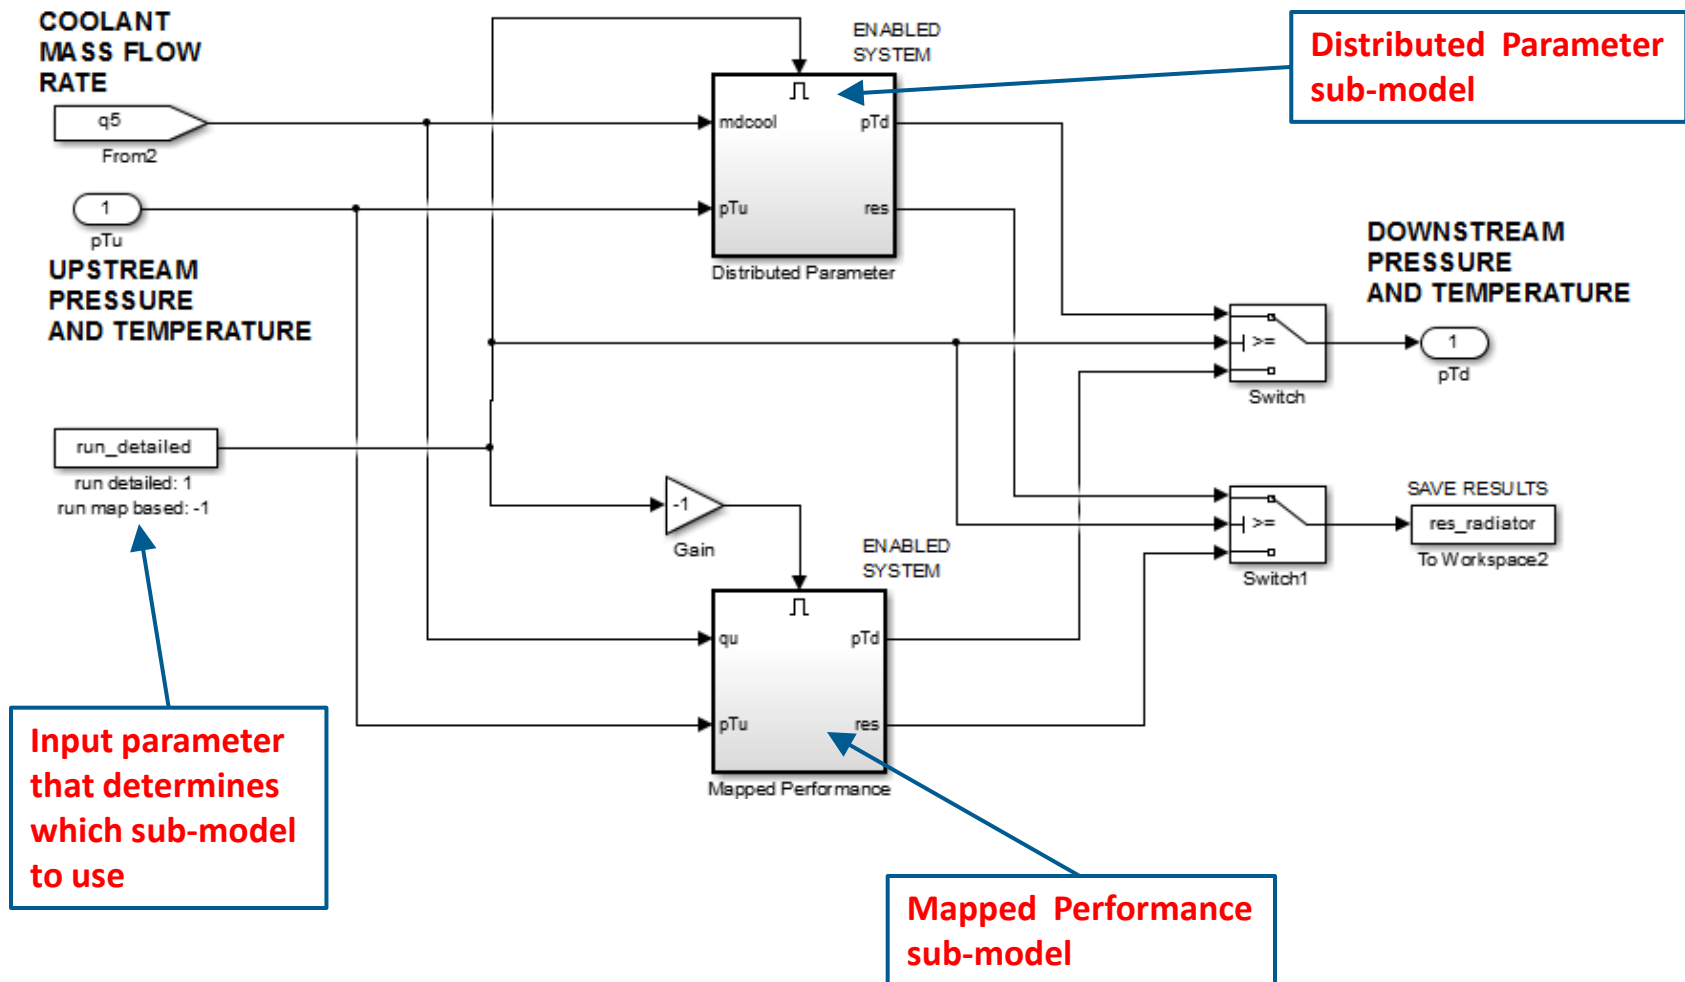 COOLANT
MASS FLOW
RATE
q5
From2
1
pTu
UPSTREAM
PRESSURE
AND TEMPERATURE
run_detailed
run detailed: 1
run map based: -1
Input parameter
that determines
which sub-model
to use
ENABLED
SYSTEM
mdcool
pTd
pTu
res
Distributed Parameter
Distributed Parameter
sub-model
-1
Gain
ENABLED
SYSTEM
qu
pTd
pTu
res
Mapped Performance
Mapped Performance
sub-model
>=
Switch
DOWNSTREAM
PRESSURE
AND TEMPERATURE
1
pTd
>=
Switch1
SAVE RESULTS
res_radiator
To Workspace2